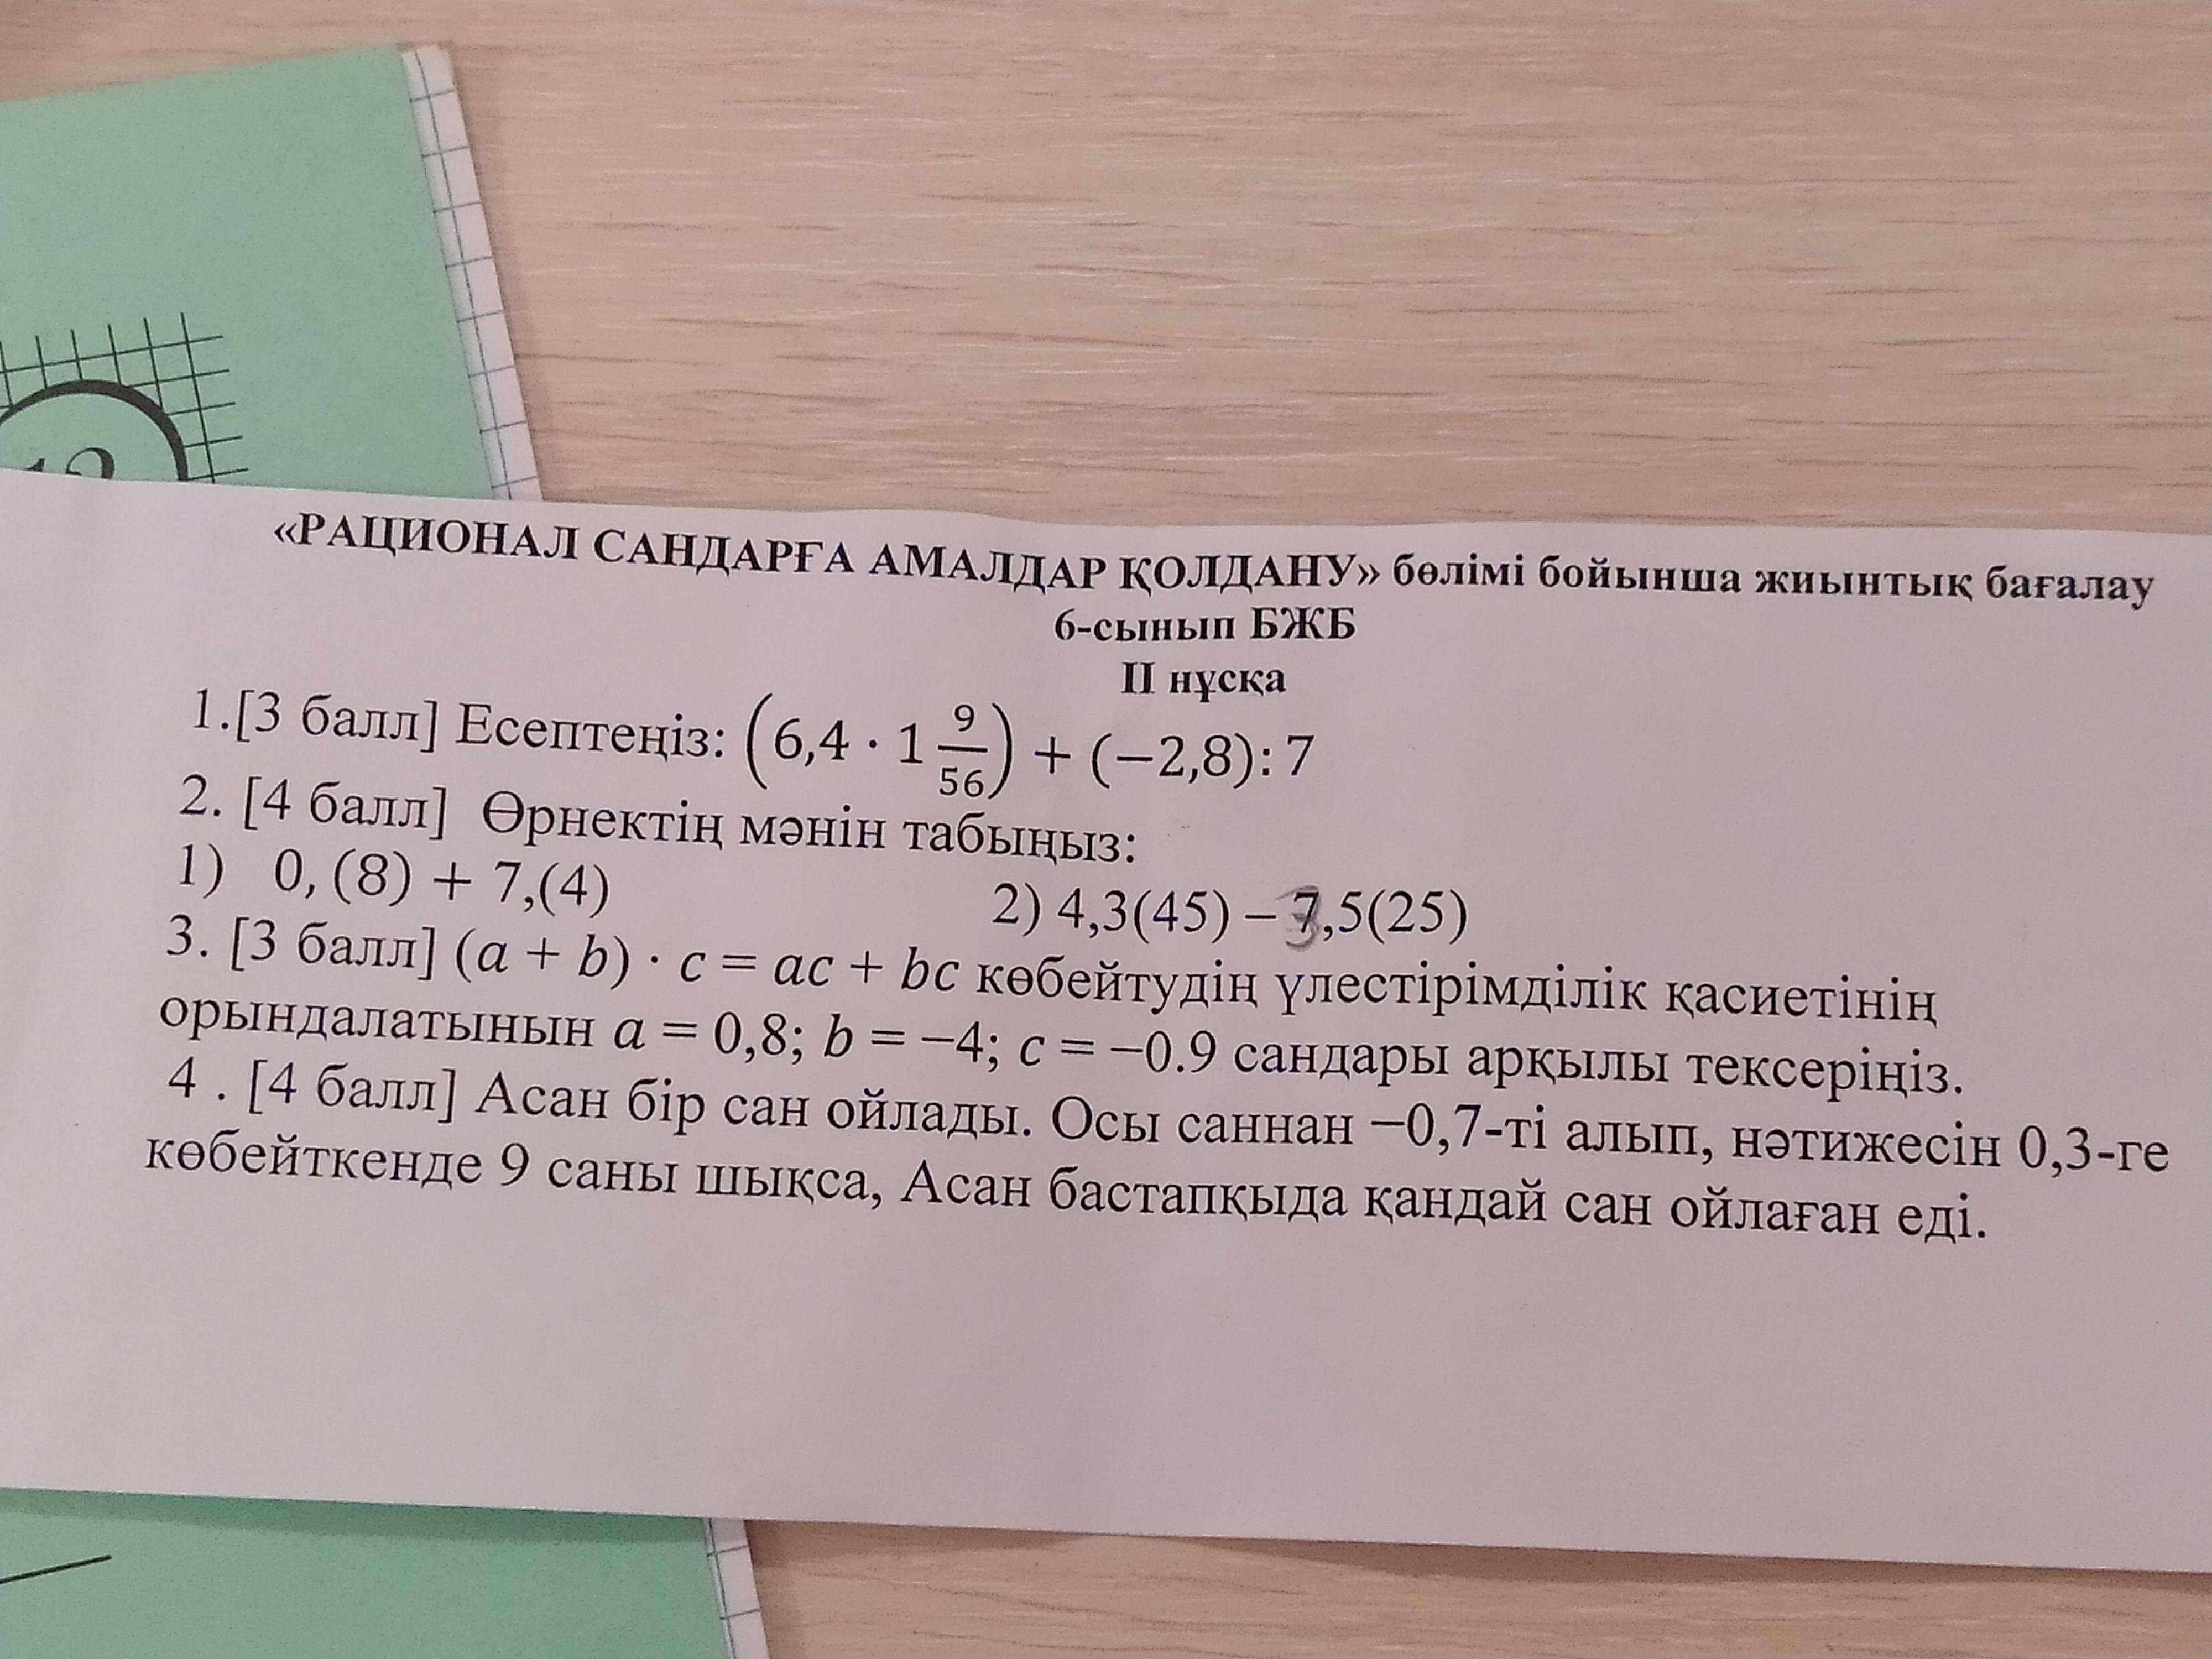 «РАЦИОНАЛ САНДАРҒА АМАЛДАР ҚОЛДАНУ» бөлімі бойынша жиынтық бағалау
6-сынып БЖБ
II нұсқа
1.[3 балл] Есептеңіз: (6,4 · 1 9/56) + (−2,8): 7
2. [4 балл] Өрнектің мәнін табыңыз:
1) 0, (8) + 7,(4) 2) 4,3(45) – 3,5(25)
3. [3 балл] (a + b) · c = ac + bc көбейтудің үлестірімділік қасиетінің
орындалатынын a = 0,8; b = −4; c = −0.9 сандары арқылы тексеріңіз.
4 . [4 балл] Асан бір сан ойлады. Осы саннан −0,7-ті алып, нәтижесін 0,3-ге
көбейткенде 9 саны шықса, Асан бастапқыда қандай сан ойлаған еді.